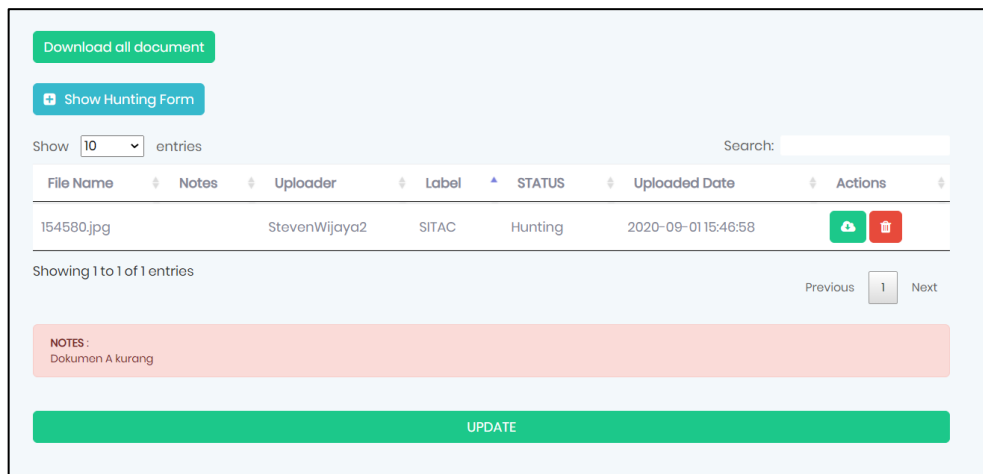 Download all document
Show Hunting Form
Show 10 entries Search:
File Name Notes Uploader Label STATUS Uploaded Date Actions
154580.jpg StevenWijaya2 SITAC Hunting 2020-09-01 15:46:58
Showing 1 to 1 of 1 entries
Previous 1 Next
NOTES :
Dokumen A kurang
UPDATE